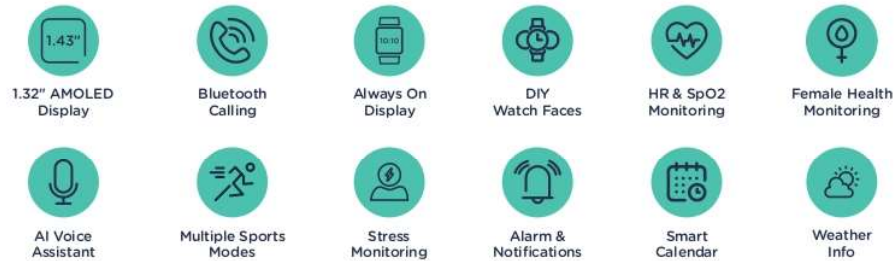 1.43"
10:10
1.32" AMOLED
Display
Bluetooth
Calling
Always On
Display
DIY
Watch Faces
HR & SpO2
Monitoring
Female Health
Monitoring
AI Voice
Assistant
Multiple Sports
Modes
Stress
Monitoring
Alarm &
Notifications
Smart
Calendar
Weather
Info